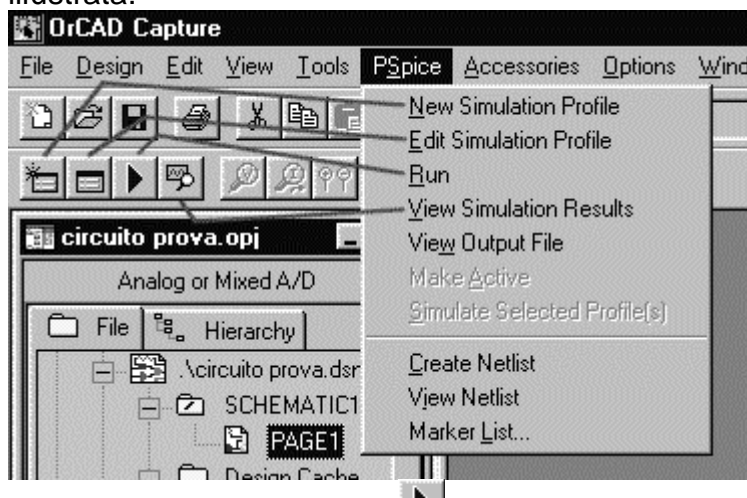 illustrata.
OrCAD Capture
File Design Edit View Tools PSpice Accessories Options
New Simulation Profile
Edit Simulation Profile
Run
View Simulation Results
circuito prova.opj
View Output File
Analog or Mixed A/D
Make Active
Simulate Selected Profile(s)
File Hierarchy
.\circuito prova.dsn
Create Netlist
SCHEMATIC1
View Netlist
PAGE1
Marker List...
Design Cache